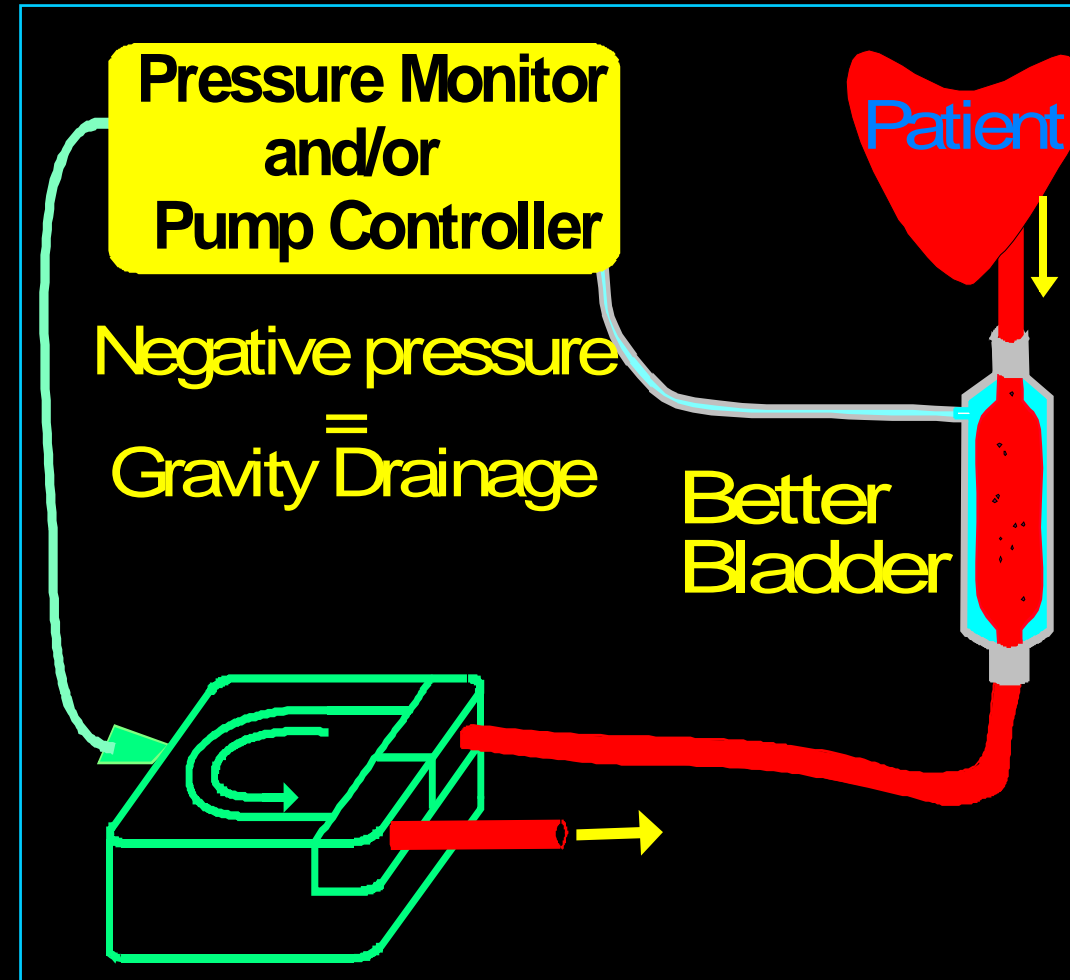 Pressure Monitor
and/or
Pump Controller
Patient
Negative pressure
=
Gravity Drainage
Better
Bladder